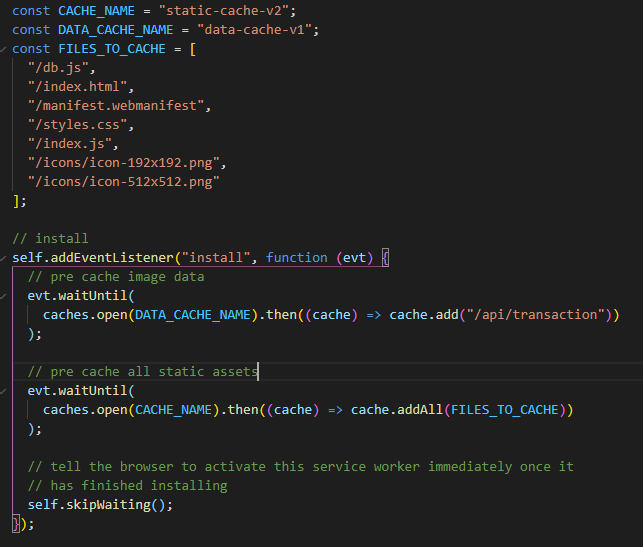 const CACHE_NAME = "static-cache-v2";
const DATA_CACHE_NAME = "data-cache-v1";
const FILES_TO_CACHE = [
  "/db.js",
  "/index.html",
  "/manifest.webmanifest",
  "/styles.css",
  "/index.js",
  "/icons/icon-192x192.png",
  "/icons/icon-512x512.png"
];

// install
self.addEventListener("install", function (evt) {
  // pre cache image data
  evt.waitUntil(
    caches.open(DATA_CACHE_NAME).then((cache) => cache.add("/api/transaction"))
  );

  // pre cache all static assets
  evt.waitUntil(
    caches.open(CACHE_NAME).then((cache) => cache.addAll(FILES_TO_CACHE))
  );

  // tell the browser to activate this service worker immediately once it
  // has finished installing
  self.skipWaiting();
});